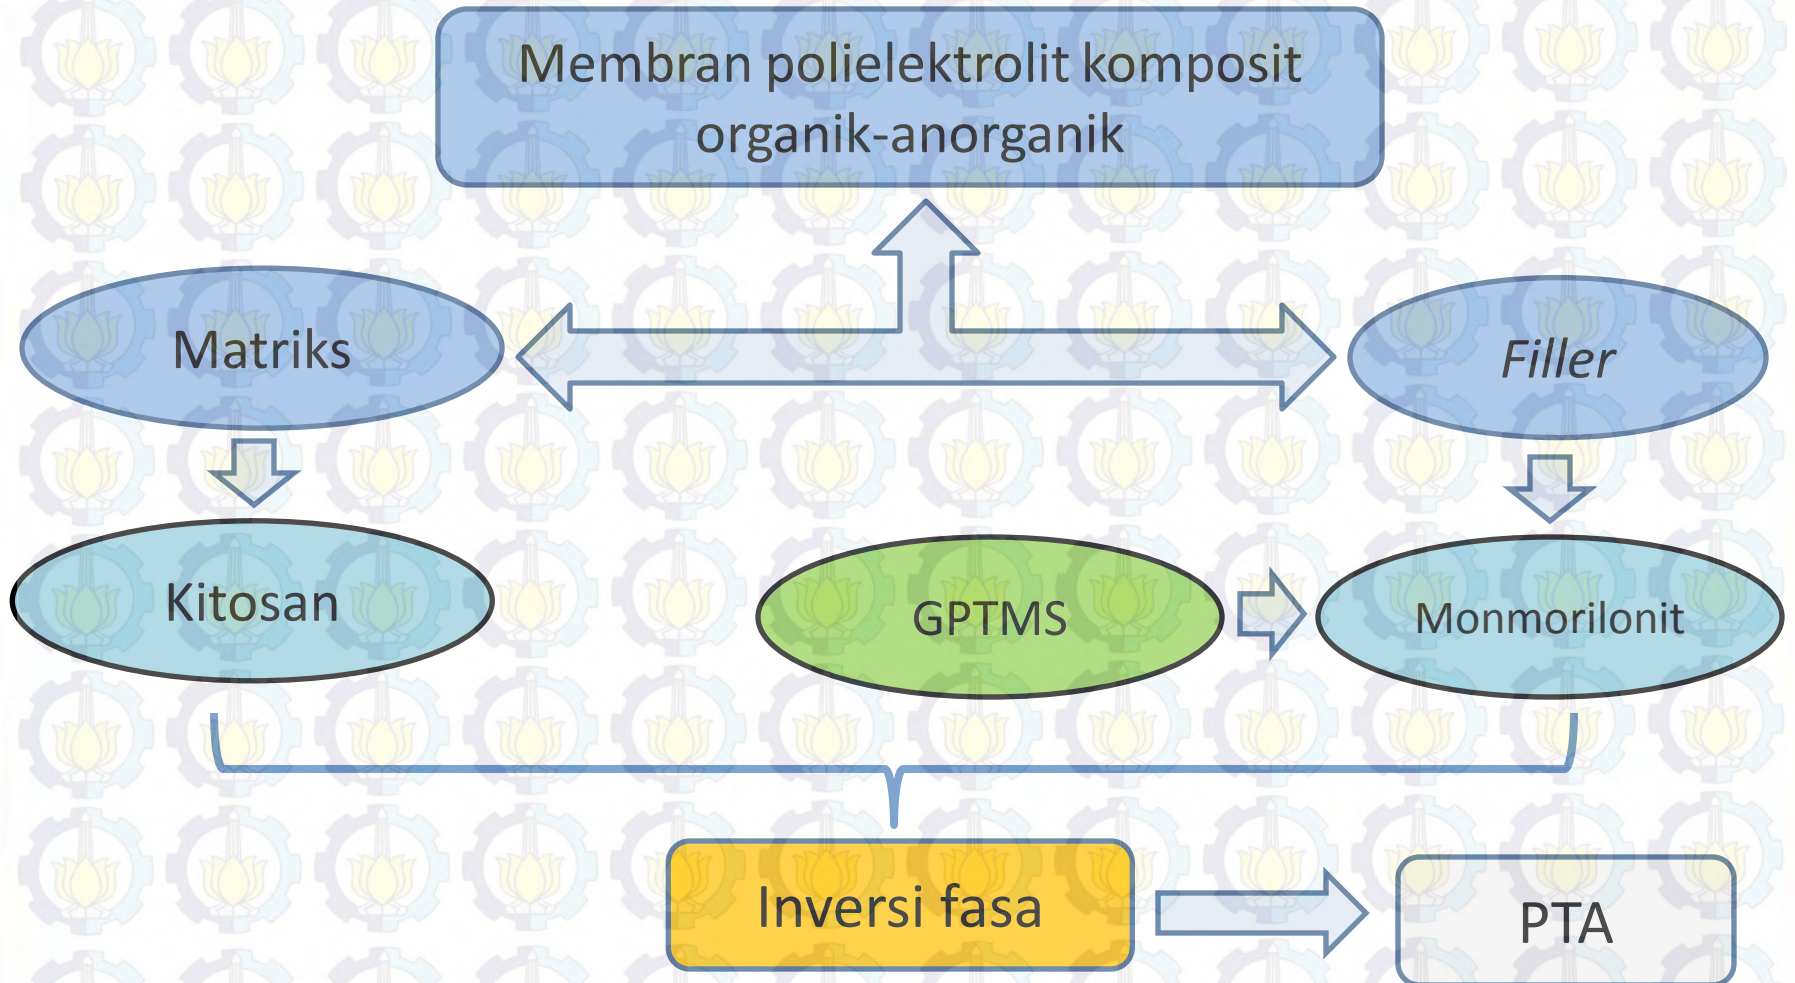 Membran polielektrolit komposit
organik-anorganik
Matriks
Filler
Kitosan
GPTMS
Monmorilonit
Inversi fasa
PTA